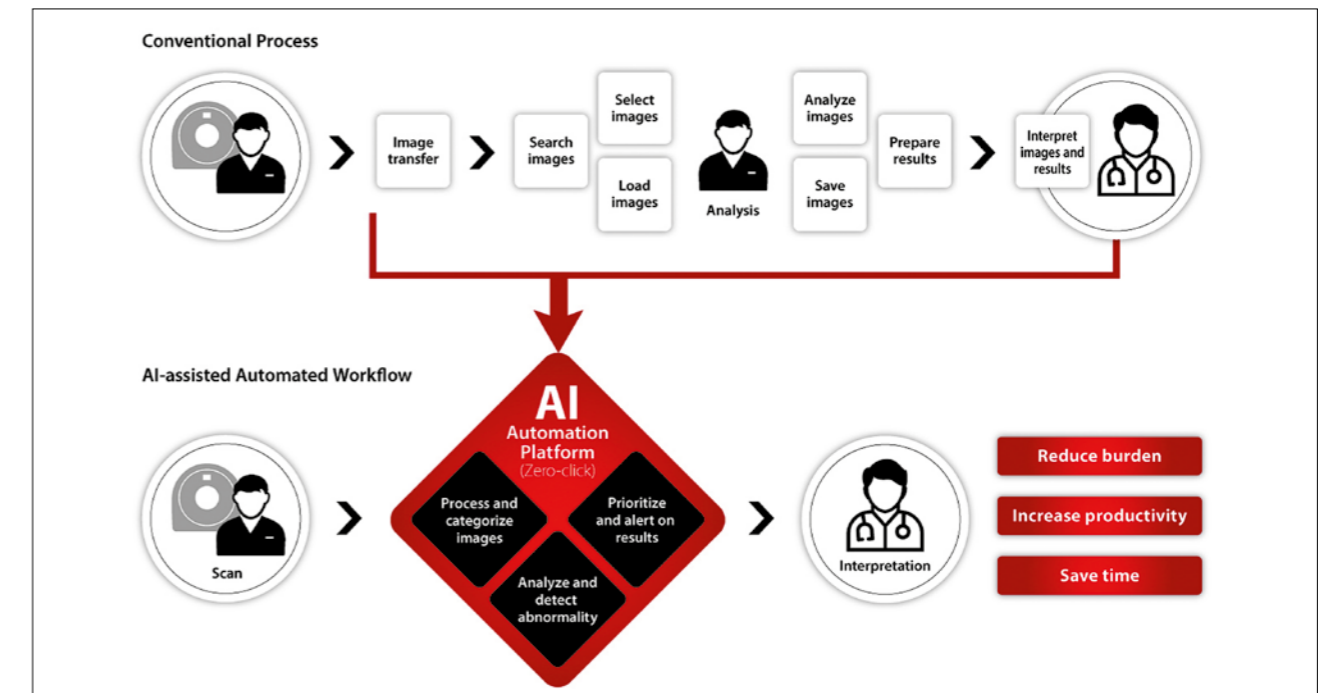 Conventional Process
Image
transfer
Search
images
Select
images
Load
images
Analysis
Analyze
images
Save
images
Prepare
results
Interpret
images and
results
AI-assisted Automated Workflow
Scan
AI
Automation
Platform
(Zero-click)
Process and
categorize
images
Prioritize
and alert on
results
Analyze and
detect
abnormality
Interpretation
Reduce burden
Increase productivity
Save time